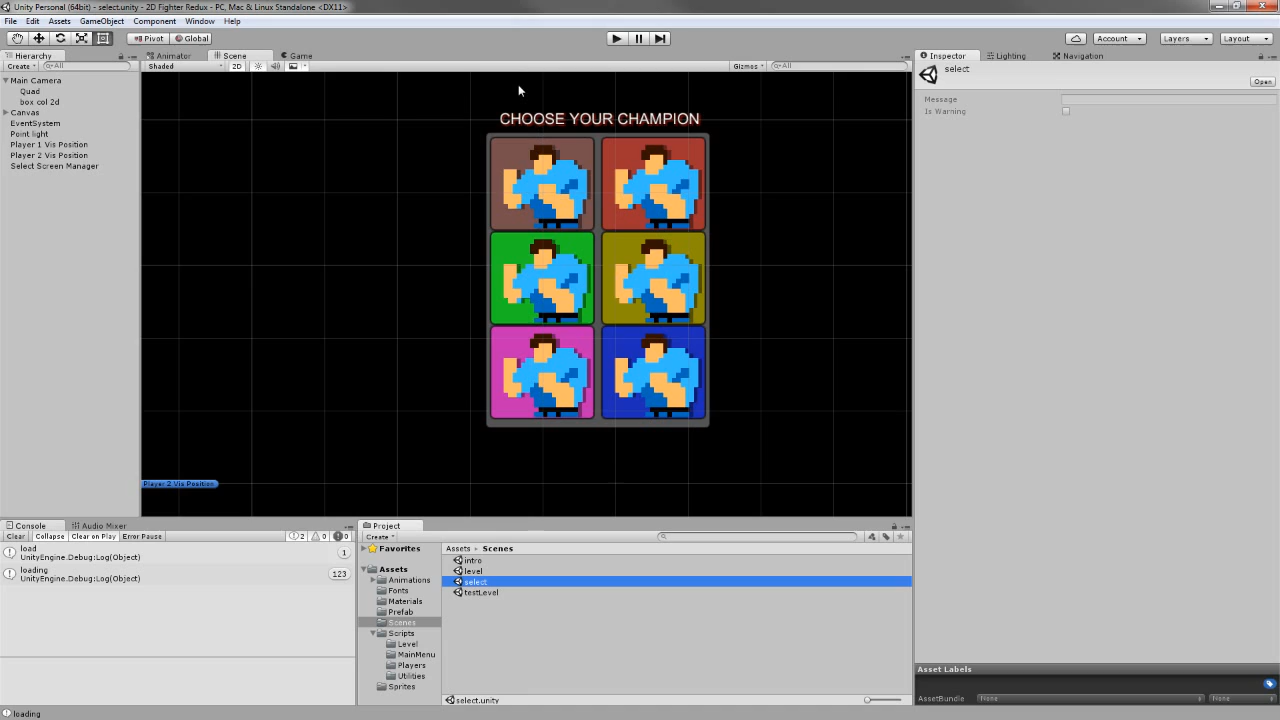 Unity Personal (64bit) - select.unity - 2D Fighter Redux - PC, Mac & Linux Standalone <DX11>
File Edit Assets GameObject Component Window Help
Pivot Global Account Layers Layout
Hierarchy Animator Scene Game Inspector Lighting Navigation
Create All Shaded 2D Gizmos All
select
Open
Main Camera
Quad
box col 2d
Canvas
EventSystem
Point light
Player 1 Vis Position
Player 2 Vis Position
Select Screen Manager
Message
Is Warning
CHOOSE YOUR CHAMPION
Player 2 Vis Position
Console Audio Mixer
Clear Collapse Clear on Play Error Pause 2 0 0
load
UnityEngine.Debug:Log(Object)
1
loading
UnityEngine.Debug:Log(Object)
123
Project
Create
Favorites
Assets
Animations
Fonts
Materials
Prefab
Scenes
Scripts
Level
MainMenu
Players
Utilities
Sprites
Assets Scenes
intro
level
select
testLevel
select.unity
Asset Labels
AssetBundle None None
loading